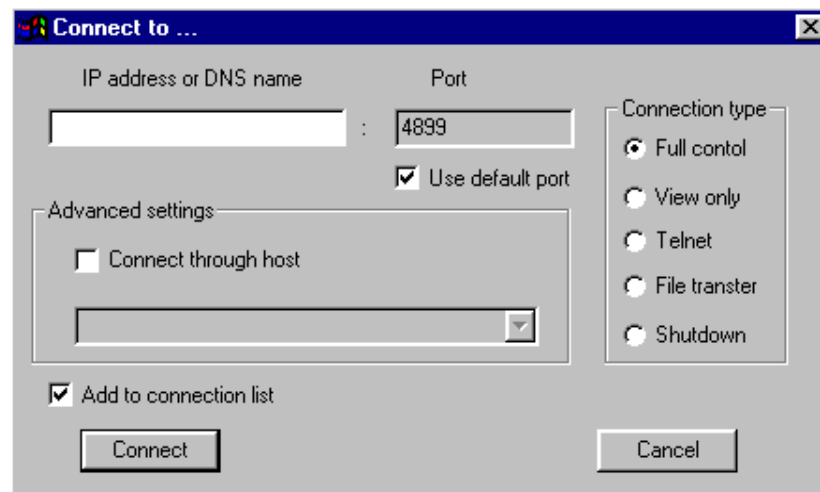 Connect to ...
IP address or DNS name
Port
:
4899
Use default port
Connection type
Full contol
View only
Telnet
File transter
Shutdown
Advanced settings
Connect through host
Add to connection list
Connect
Cancel